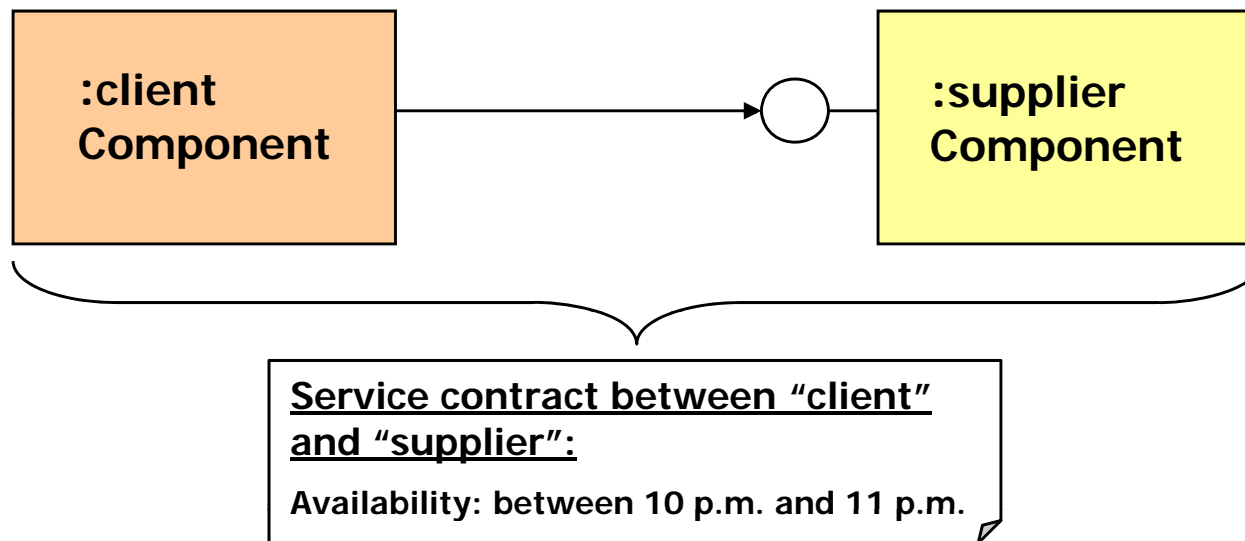 :client
Component
:supplier
Component
Service contract between “client”
and “supplier”:
Availability: between 10 p.m. and 11 p.m.